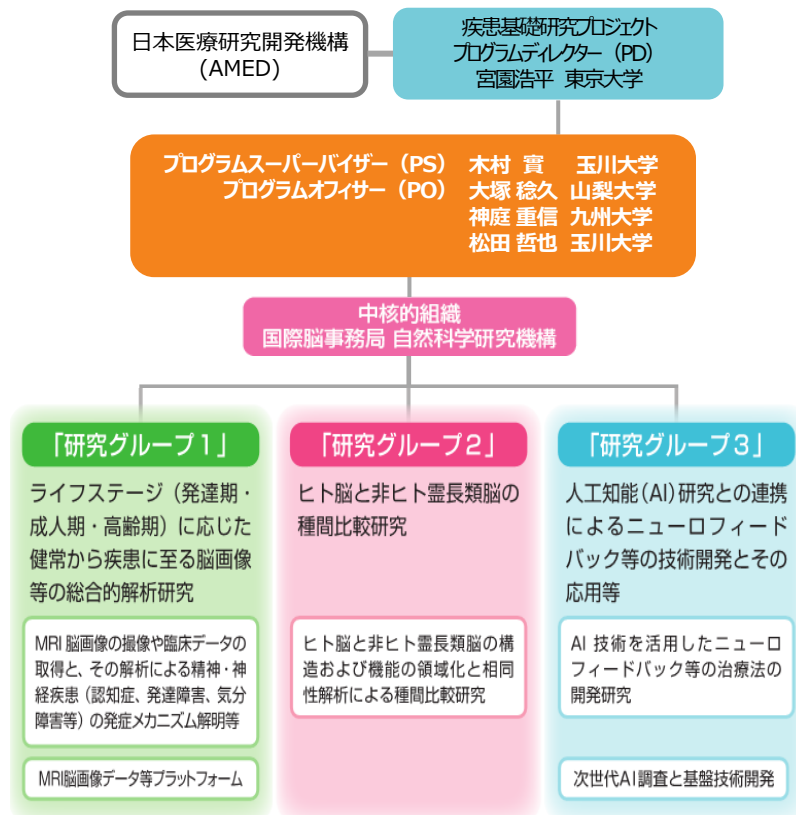 日本医療研究開発機構
(AMED)
疾患基礎研究プロジェクト
プログラムディレクター（PD）
宮園浩平 東京大学
プログラムスーパーバイザー（PS） 木村 實 玉川大学
プログラムオフィサー（PO） 大塚 稔久 山梨大学
神庭 重信 九州大学
松田 哲也 玉川大学
中核的組織
国際脳事務局 自然科学研究機構
「研究グループ1」
ライフステージ（発達期・
成人期・高齢期）に応じた
健常から疾患に至る脳画像
等の総合的解析研究
MRI 脳画像の撮像や臨床データの
取得と、その解析による精神・神
経疾患（認知症、発達障害、気分
障害等）の発症メカニズム解明等
MRI脳画像データ等プラットフォーム
「研究グループ2」
ヒト脳と非ヒト霊長類脳の
種間比較研究
ヒト脳と非ヒト霊長類脳の構
造および機能の領域化と相同
性解析による種間比較研究
「研究グループ3」
人工知能(AI)研究との連携
によるニューロフィード
バック等の技術開発とその
応用等
AI 技術を活用したニューロ
フィードバック等の治療法の
開発研究
次世代AI調査と基盤技術開発